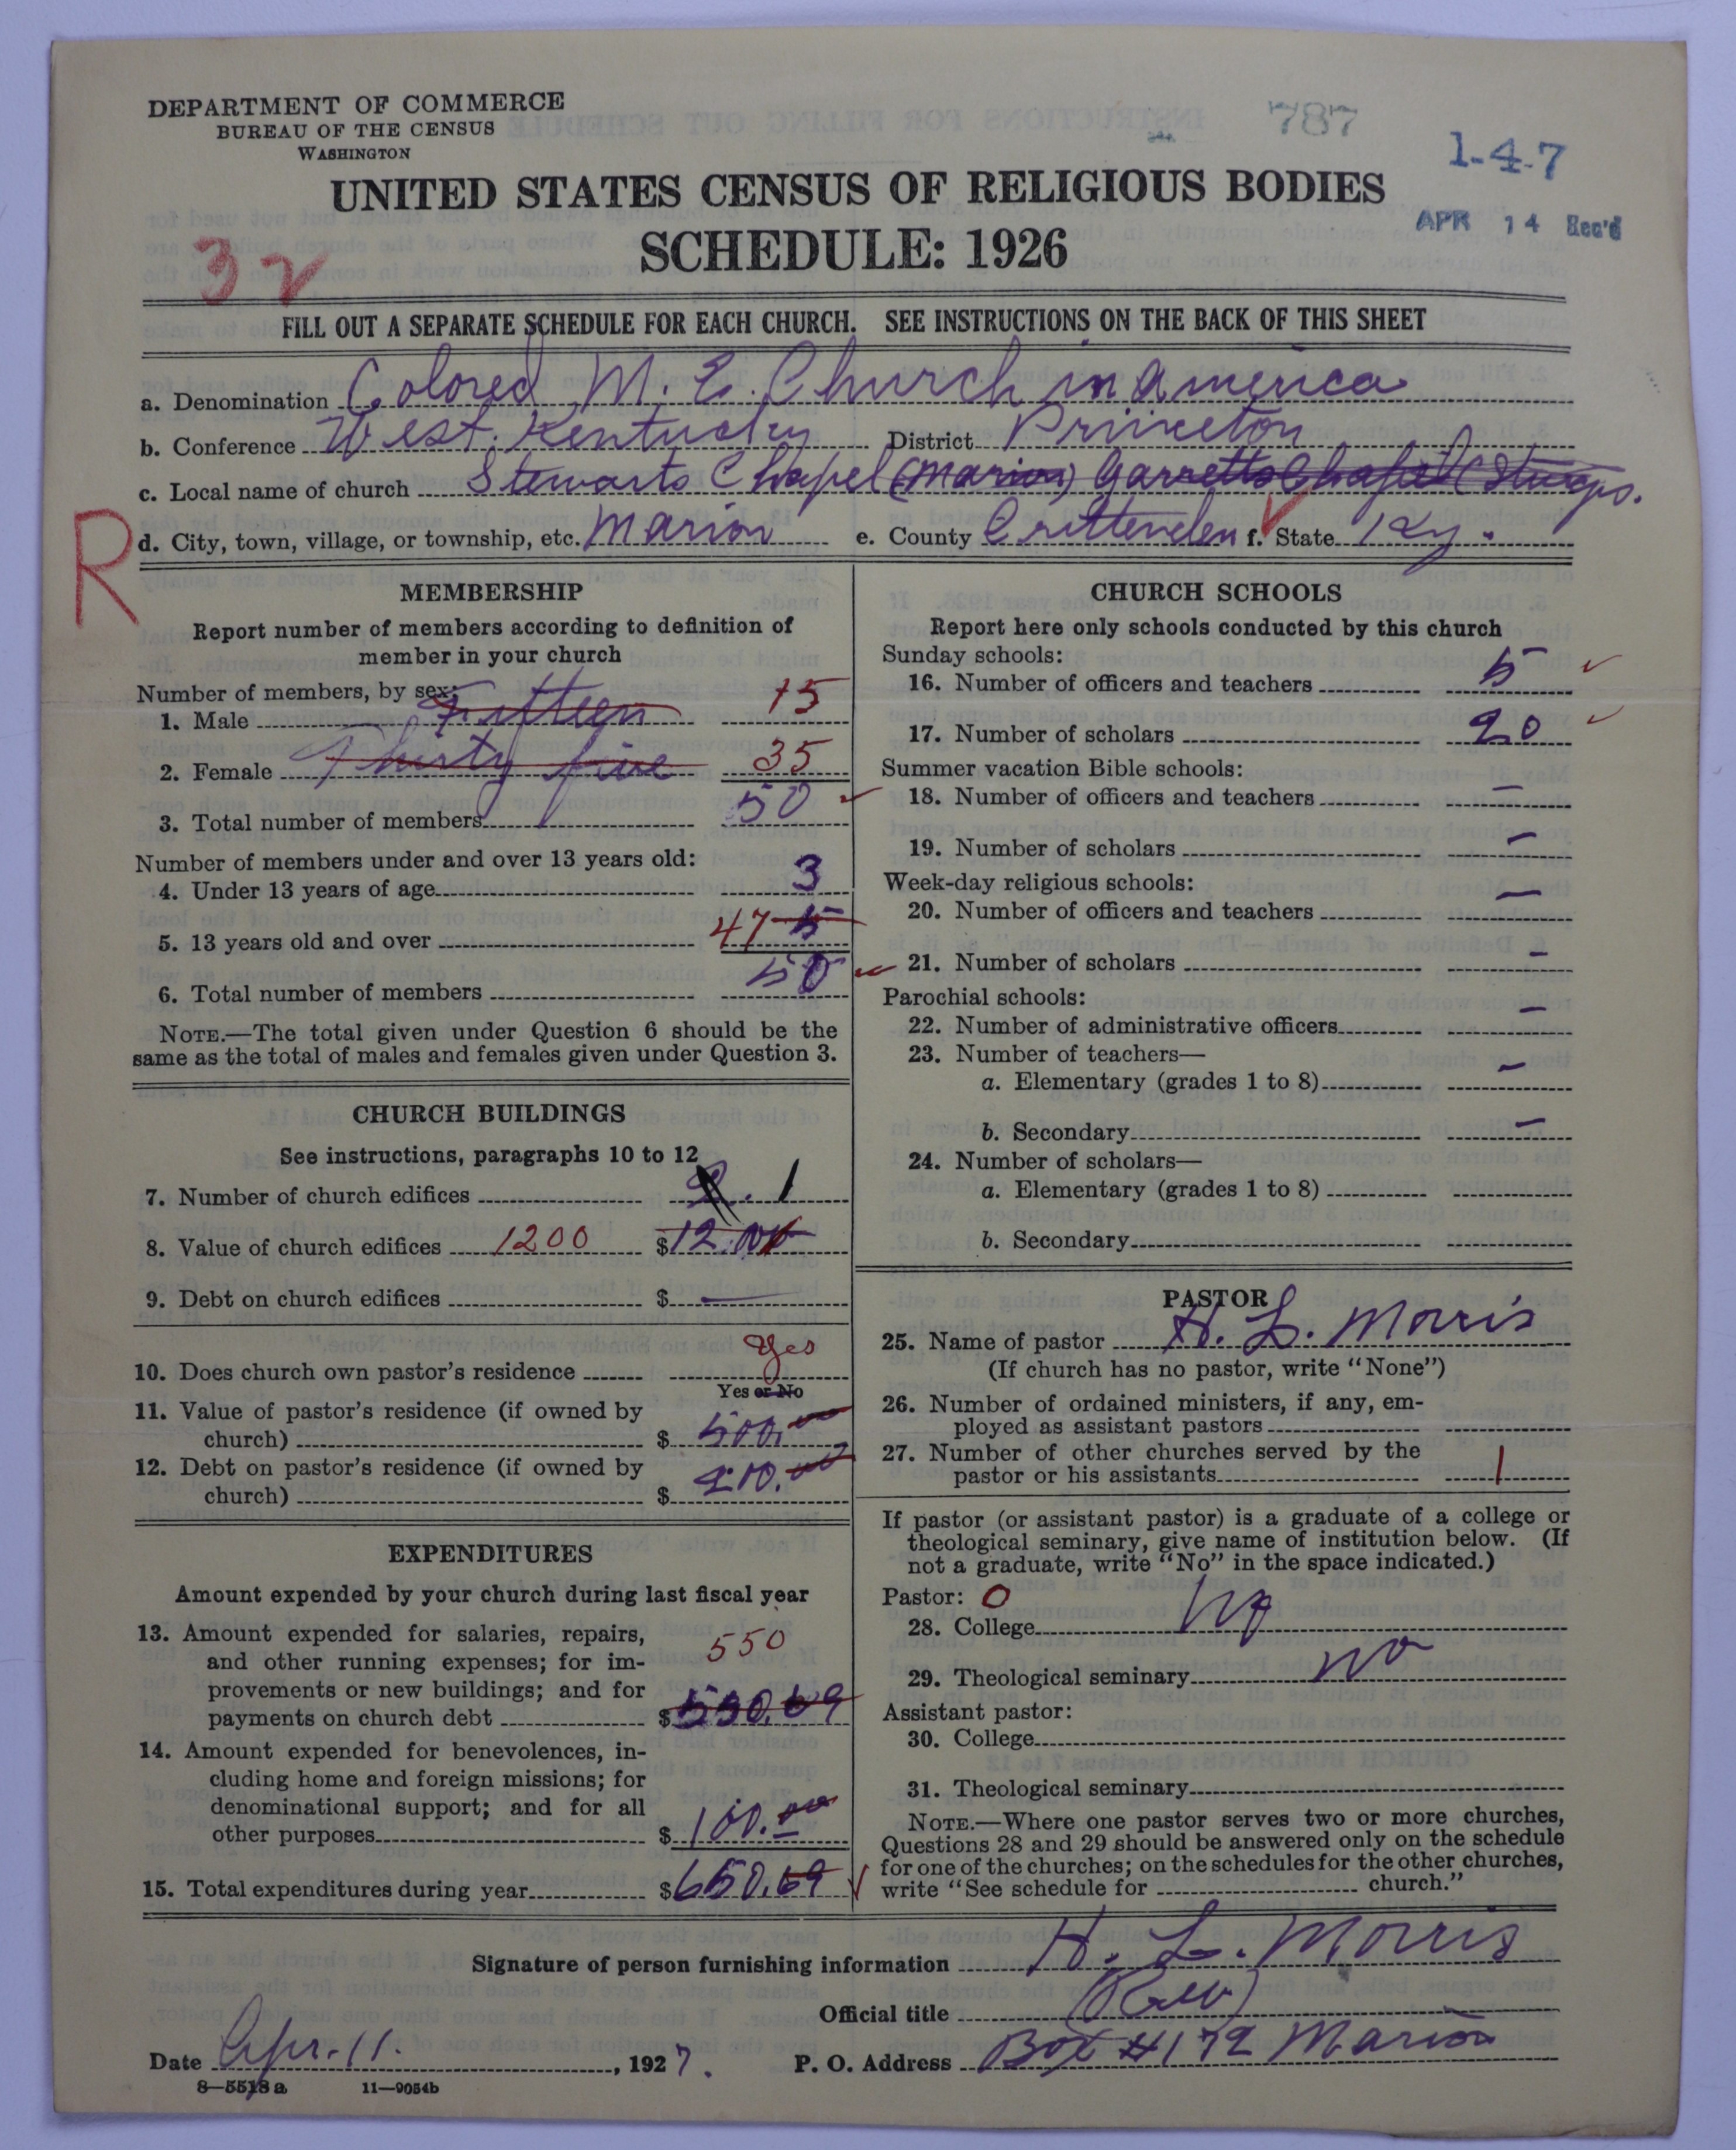 DEPARTMENT OF COMMERCE
BUREAU OF THE CENSUS
WASHINGTON
787
1-4-7
UNITED STATES CENSUS OF RELIGIOUS BODIES
APR 14 Rec'd
SCHEDULE: 1926
32
FILL OUT A SEPARATE SCHEDULE FOR EACH CHURCH. SEE INSTRUCTIONS ON THE BACK OF THIS SHEET
a. Denomination Colored M. E. Church in america
b. Conference West. Kentucky District Princeton
c. Local name of church Stewarts Chapel (Marion) Garretts Chapel (Sturgis.
R
d. City, town, village, or township, etc. Marion e. County Crittenden f. State Ky.
MEMBERSHIP
Report number of members according to definition of
member in your church
Number of members, by sex:
1. Male Fifteen 15
2. Female Thirty five 35
3. Total number of members 50
Number of members under and over 13 years old:
4. Under 13 years of age 3
5. 13 years old and over 47 5
6. Total number of members 50
NOTE.—The total given under Question 6 should be the
same as the total of males and females given under Question 3.
CHURCH BUILDINGS
See instructions, paragraphs 10 to 12
7. Number of church edifices 2. 1
8. Value of church edifices 1200 $12.00
9. Debt on church edifices $ —
10. Does church own pastor's residence Yes
Yes or No
11. Value of pastor's residence (if owned by
church) $ 500.00
12. Debt on pastor's residence (if owned by
church) $ 210.00
EXPENDITURES
Amount expended by your church during last fiscal year
13. Amount expended for salaries, repairs,
and other running expenses; for im-
provements or new buildings; and for
payments on church debt $ 550
550.69
14. Amount expended for benevolences, in-
cluding home and foreign missions; for
denominational support; and for all
other purposes $ 100.00
15. Total expenditures during year $650.69
CHURCH SCHOOLS
Report here only schools conducted by this church
Sunday schools:
16. Number of officers and teachers 5
17. Number of scholars 20
Summer vacation Bible schools:
18. Number of officers and teachers —
19. Number of scholars —
Week-day religious schools:
20. Number of officers and teachers —
21. Number of scholars —
Parochial schools:
22. Number of administrative officers —
23. Number of teachers—
a. Elementary (grades 1 to 8) —
b. Secondary —
24. Number of scholars—
a. Elementary (grades 1 to 8)
b. Secondary
PASTOR
25. Name of pastor H. L. Morris
(If church has no pastor, write "None")
26. Number of ordained ministers, if any, em-
ployed as assistant pastors
27. Number of other churches served by the
pastor or his assistants 1
If pastor (or assistant pastor) is a graduate of a college or
theological seminary, give name of institution below. (If
not a graduate, write "No" in the space indicated.)
Pastor: 0
28. College No
29. Theological seminary no
Assistant pastor:
30. College
31. Theological seminary
NOTE.—Where one pastor serves two or more churches,
Questions 28 and 29 should be answered only on the schedule
for one of the churches; on the schedules for the other churches,
write "See schedule for church."
Signature of person furnishing information H. L. Morris
Official title (Rev)
Date Apr. 11. , 1927. P. O. Address Box #172 Marion
8—5518 a 11—9054b